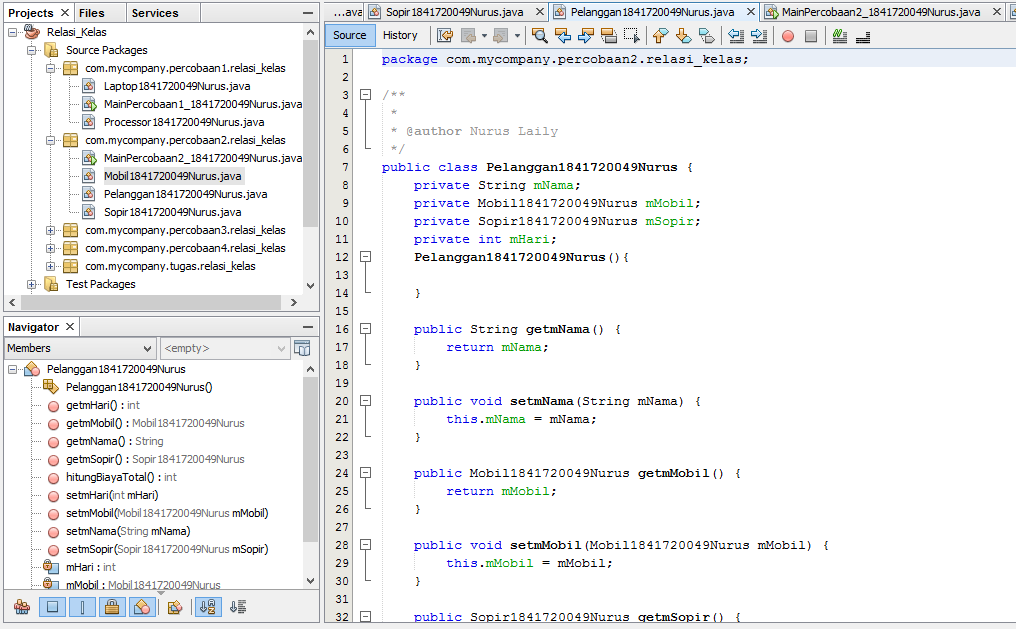 Projects
Files
Services
Relasi_Kelas
Source Packages
com.mycompany.percobaan1.relasi_kelas
Laptop1841720049Nurus.java
MainPercobaan1_1841720049Nurus.java
Processor1841720049Nurus.java
com.mycompany.percobaan2.relasi_kelas
MainPercobaan2_1841720049Nurus.java
Mobil1841720049Nurus.java
Pelanggan1841720049Nurus.java
Sopir1841720049Nurus.java
com.mycompany.percobaan3.relasi_kelas
com.mycompany.percobaan4.relasi_kelas
com.mycompany.tugas.relasi_kelas
Test Packages
Navigator
Members
<empty>
Pelanggan1841720049Nurus
Pelanggan1841720049Nurus()
getmHari() : int
getmMobil() : Mobil1841720049Nurus
getmNama() : String
getmSopir() : Sopir1841720049Nurus
hitungBiayaTotal() : int
setmHari(int mHari)
setmMobil(Mobil1841720049Nurus mMobil)
setmNama(String mNama)
setmSopir(Sopir1841720049Nurus mSopir)
mHari : int
mMobil : Mobil1841720049Nurus
...ava
Sopir1841720049Nurus.java
Pelanggan1841720049Nurus.java
MainPercobaan2_1841720049Nurus.java
Source
History
1 package com.mycompany.percobaan2.relasi_kelas;
2
3 /**
4 *
5 * @author Nurus Laily
6 */
7 public class Pelanggan1841720049Nurus {
8 private String mNama;
9 private Mobil1841720049Nurus mMobil;
10 private Sopir1841720049Nurus mSopir;
11 private int mHari;
12 Pelanggan1841720049Nurus(){
13
14 }
15
16 public String getmNama() {
17 return mNama;
18 }
19
20 public void setmNama(String mNama) {
21 this.mNama = mNama;
22 }
23
24 public Mobil1841720049Nurus getmMobil() {
25 return mMobil;
26 }
27
28 public void setmMobil(Mobil1841720049Nurus mMobil) {
29 this.mMobil = mMobil;
30 }
31
32 public Sopir1841720049Nurus getmSopir() {